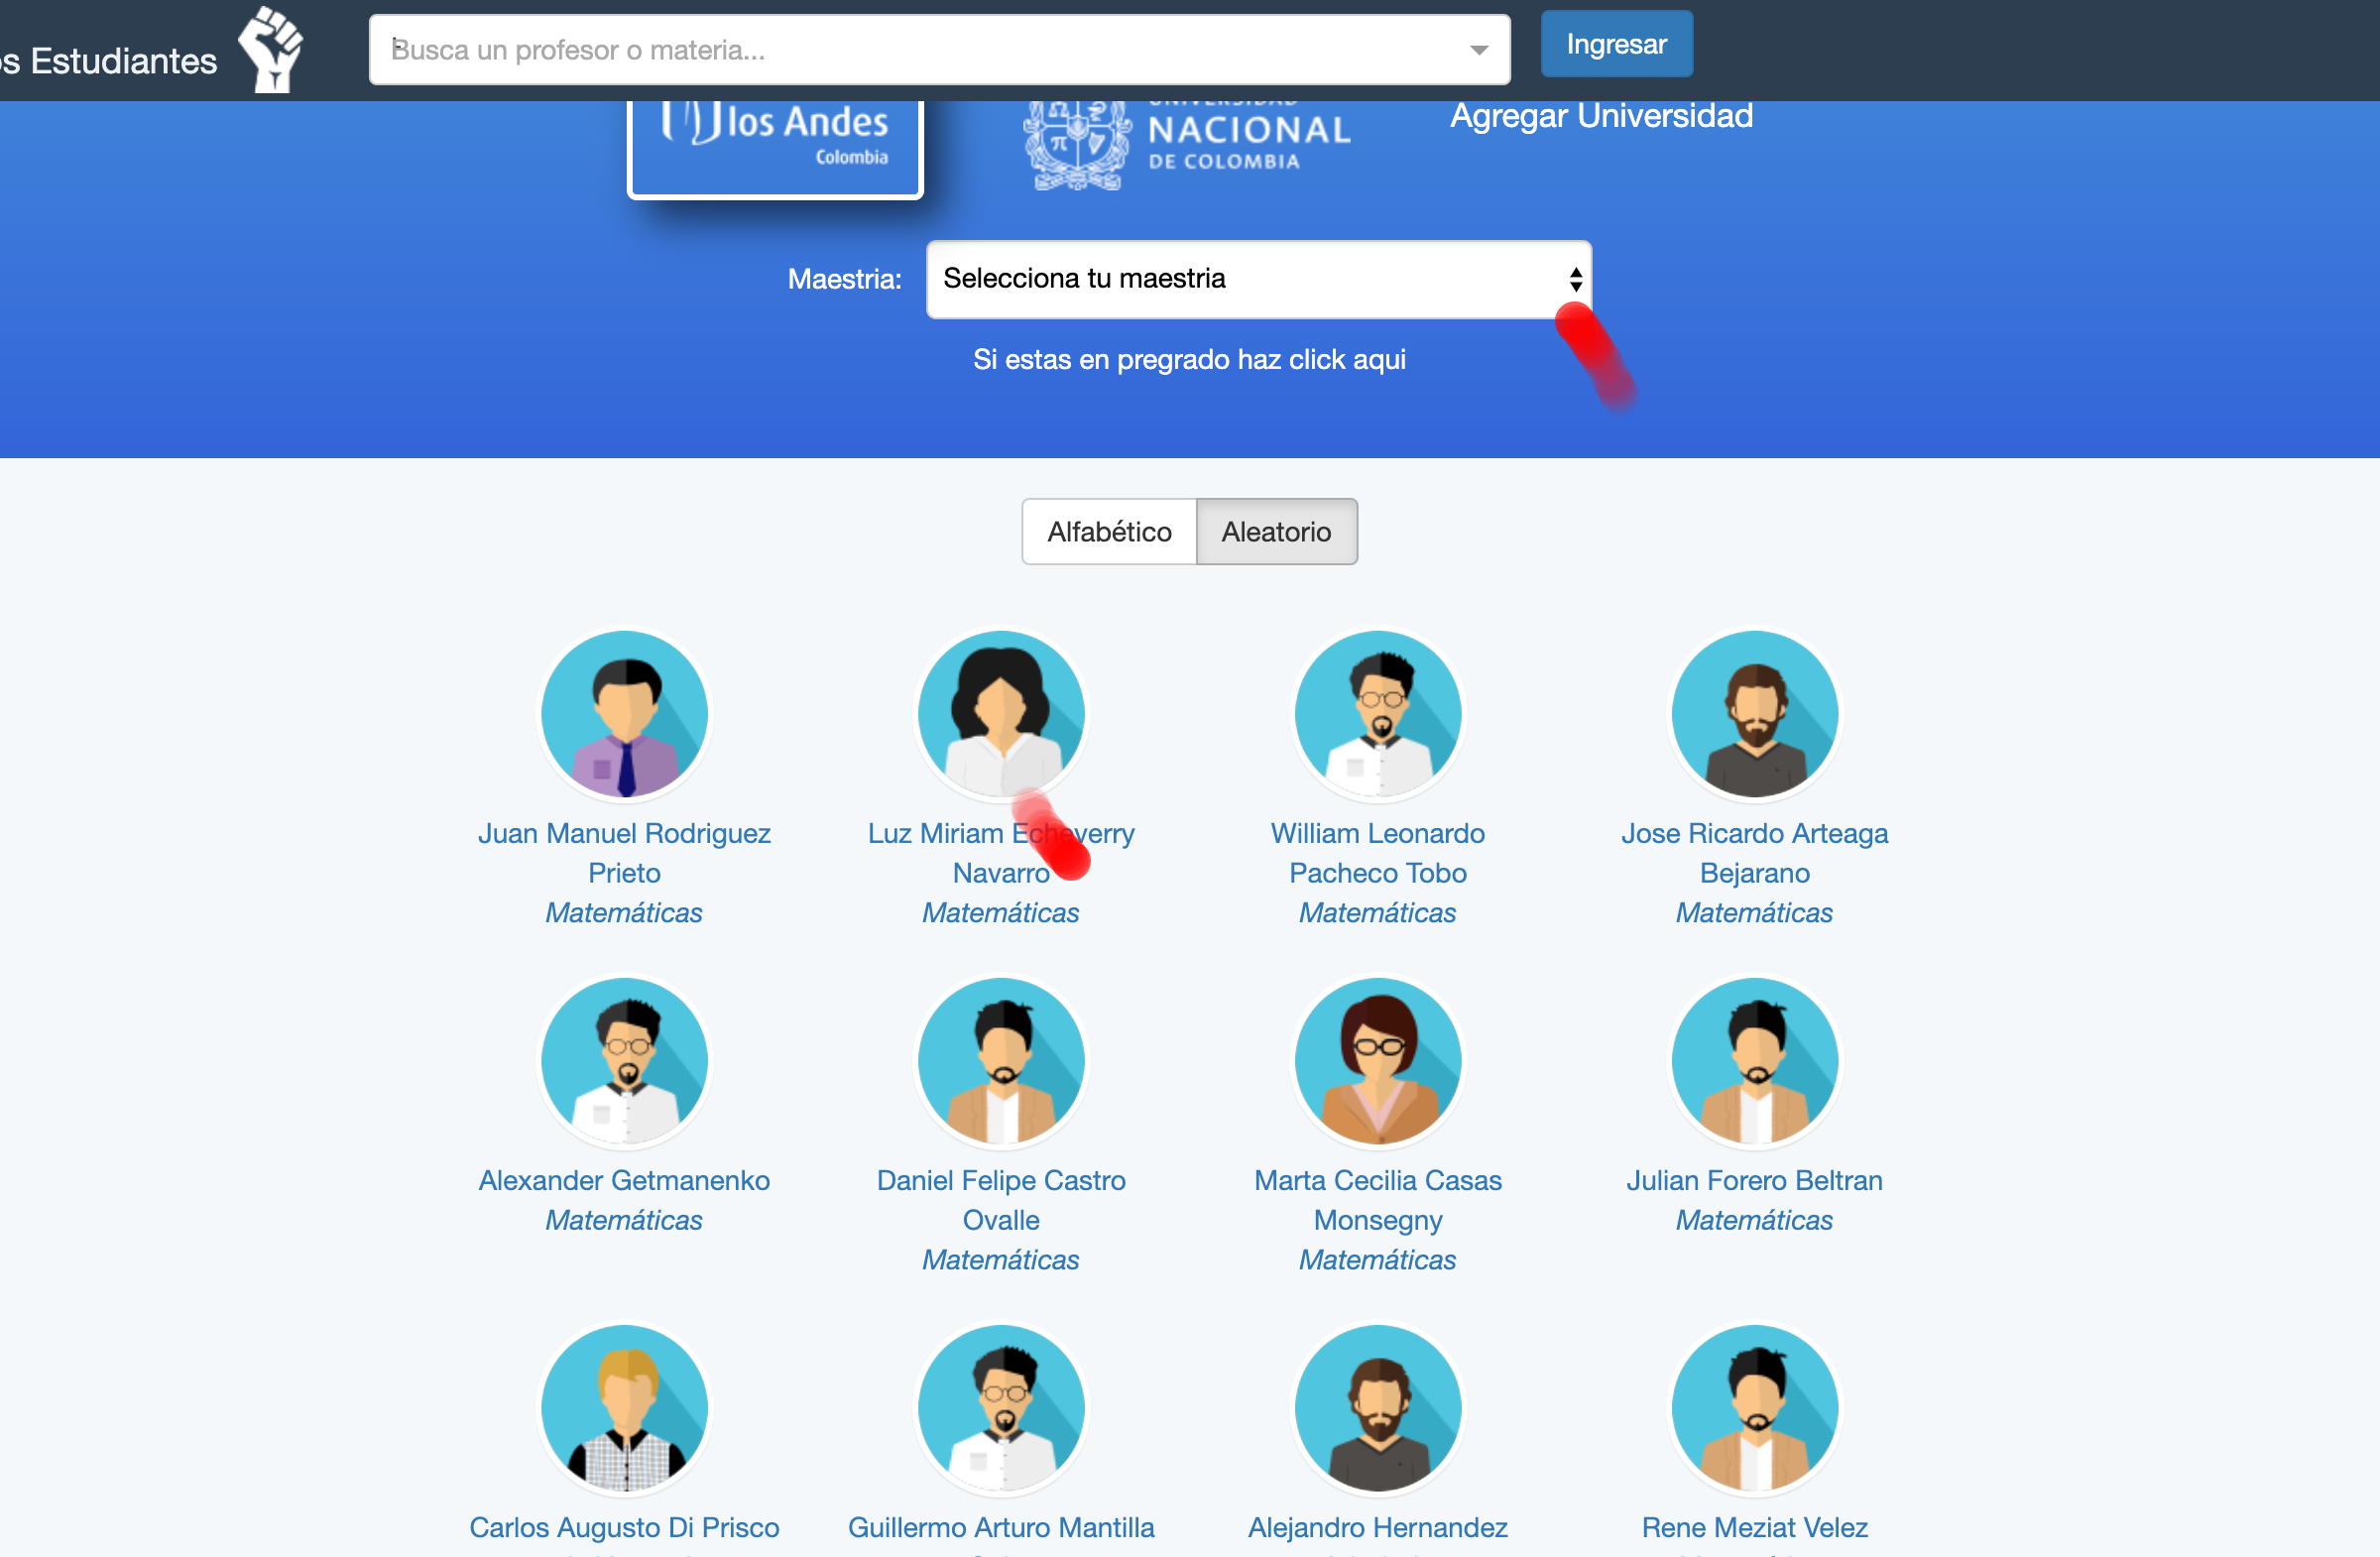 s Estudiantes
Busca un profesor o materia...
Ingresar
los Andes
Colombia
UNIVERSIDAD
NACIONAL
DE COLOMBIA
Agregar Universidad
Maestria:
Selecciona tu maestria
Si estas en pregrado haz click aqui
Alfabético
Aleatorio
Juan Manuel Rodriguez
Prieto
Matemáticas
Luz Miriam Echeverry
Navarro
Matemáticas
William Leonardo
Pacheco Tobo
Matemáticas
Jose Ricardo Arteaga
Bejarano
Matemáticas
Alexander Getmanenko
Matemáticas
Daniel Felipe Castro
Ovalle
Matemáticas
Marta Cecilia Casas
Monsegny
Matemáticas
Julian Forero Beltran
Matemáticas
Carlos Augusto Di Prisco
Guillermo Arturo Mantilla
Alejandro Hernandez
Rene Meziat Velez